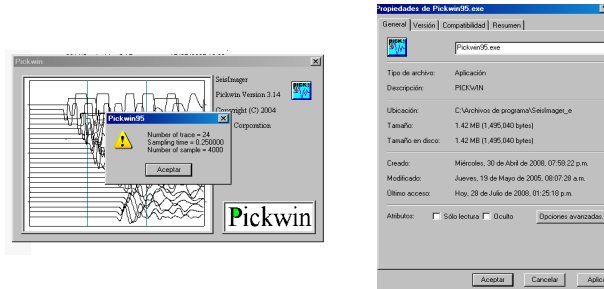 Pickwin
SeisImager
Pickwin Version 3.14
Copyright (C) 2004
Corporation
Pickwin95
Number of trace = 24
Sampling time = 0.250000
Number of sample = 4000
Aceptar
Pickwin
Propiedades de Pickwin95.exe
General Versión Compatibilidad Resumen
PICK!
Pickwin95.exe
Tipo de archivo: Aplicación
Descripción: PICKWIN
Ubicación: C:\Archivos de programa\SeisImager_e
Tamaño: 1.42 MB (1,495,040 bytes)
Tamaño en disco: 1.42 MB (1,495,040 bytes)
Creado: Miércoles, 30 de Abril de 2008, 07:58:22 p.m.
Modificado: Jueves, 19 de Mayo de 2005, 08:07:28 a.m.
Último acceso: Hoy, 28 de Julio de 2008, 01:25:18 p.m.
Atributos: Sólo lectura Oculto Opciones avanzadas.
Aceptar Cancelar Aplica